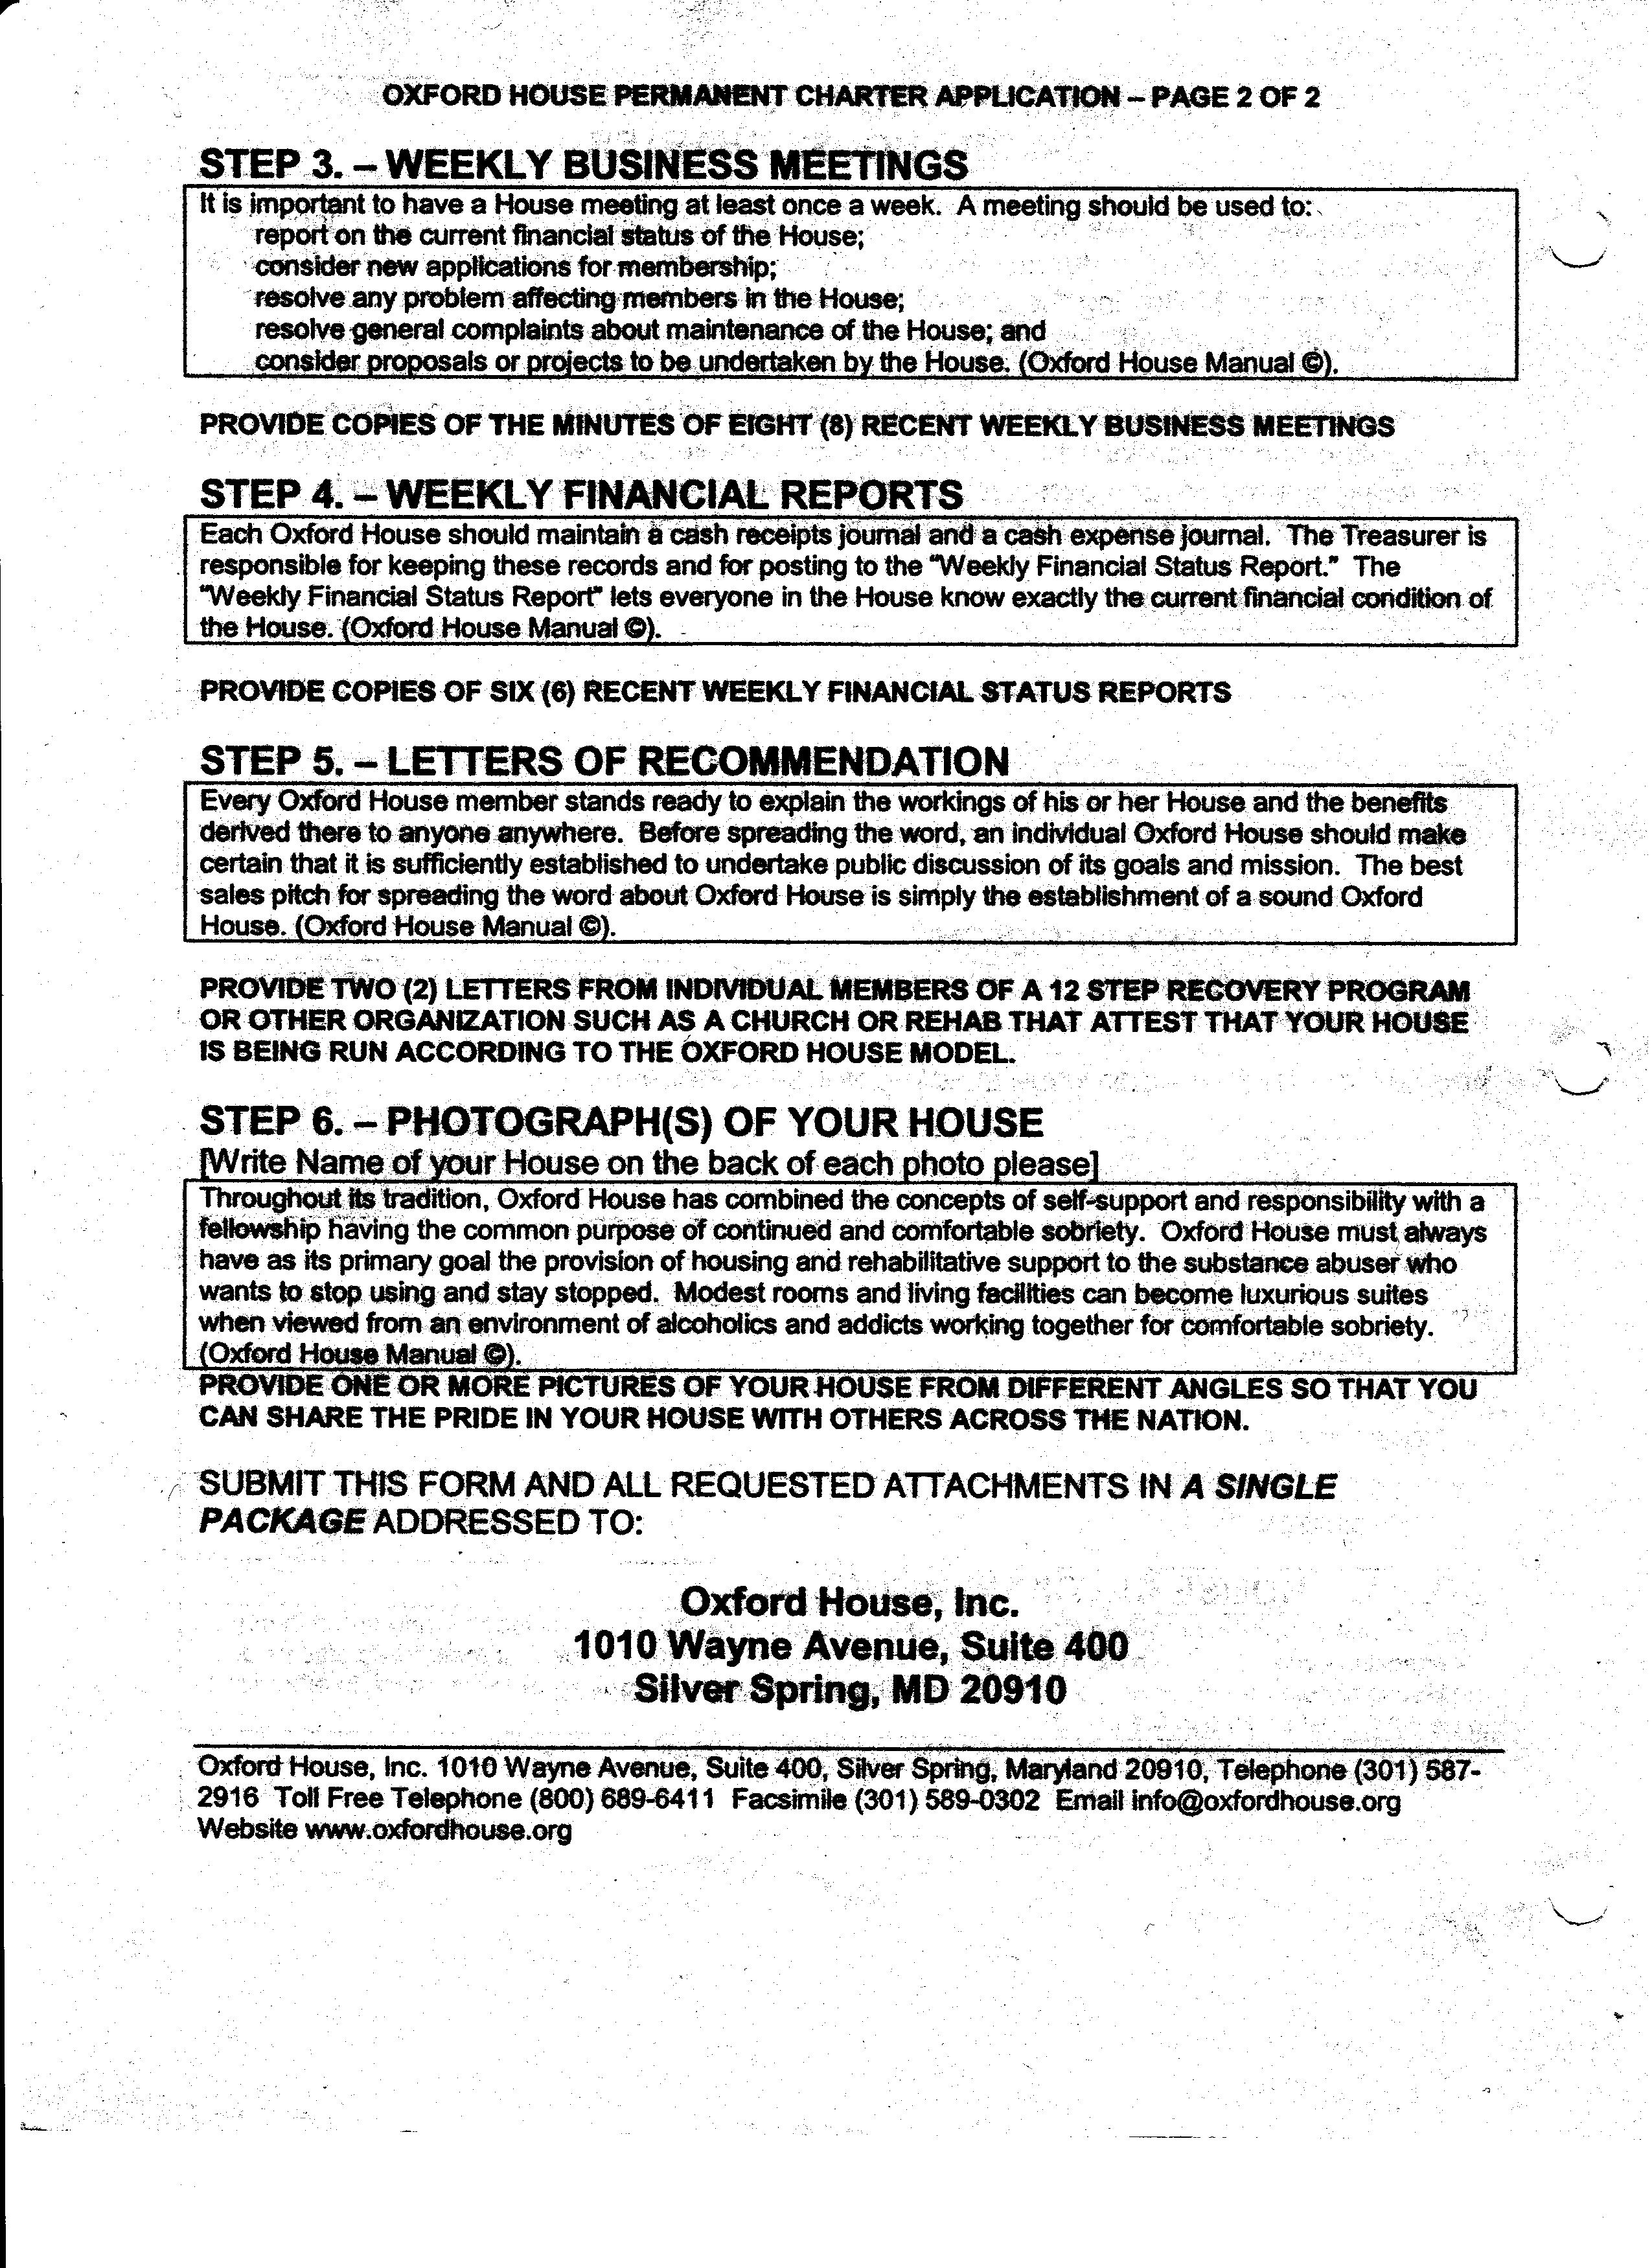 OXFORD HOUSE PERMANENT CHARTER APPLICATION – PAGE 2 OF 2
STEP 3. – WEEKLY BUSINESS MEETINGS
It is important to have a House meeting at least once a week. A meeting should be used to:
report on the current financial status of the House;
consider new applications for membership;
resolve any problem affecting members in the House;
resolve general complaints about maintenance of the House; and
consider proposals or projects to be undertaken by the House. (Oxford House Manual ©).
PROVIDE COPIES OF THE MINUTES OF EIGHT (8) RECENT WEEKLY BUSINESS MEETINGS
STEP 4. – WEEKLY FINANCIAL REPORTS
Each Oxford House should maintain a cash receipts journal and a cash expense journal. The Treasurer is
responsible for keeping these records and for posting to the "Weekly Financial Status Report." The
"Weekly Financial Status Report" lets everyone in the House know exactly the current financial condition of
the House. (Oxford House Manual ©).
PROVIDE COPIES OF SIX (6) RECENT WEEKLY FINANCIAL STATUS REPORTS
STEP 5. – LETTERS OF RECOMMENDATION
Every Oxford House member stands ready to explain the workings of his or her House and the benefits
derived there to anyone anywhere. Before spreading the word, an individual Oxford House should make
certain that it is sufficiently established to undertake public discussion of its goals and mission. The best
sales pitch for spreading the word about Oxford House is simply the establishment of a sound Oxford
House. (Oxford House Manual ©).
PROVIDE TWO (2) LETTERS FROM INDIVIDUAL MEMBERS OF A 12 STEP RECOVERY PROGRAM
OR OTHER ORGANIZATION SUCH AS A CHURCH OR REHAB THAT ATTEST THAT YOUR HOUSE
IS BEING RUN ACCORDING TO THE OXFORD HOUSE MODEL.
STEP 6. – PHOTOGRAPH(S) OF YOUR HOUSE
[Write Name of your House on the back of each photo please]
Throughout its tradition, Oxford House has combined the concepts of self-support and responsibility with a
fellowship having the common purpose of continued and comfortable sobriety. Oxford House must always
have as its primary goal the provision of housing and rehabilitative support to the substance abuser who
wants to stop using and stay stopped. Modest rooms and living facilities can become luxurious suites
when viewed from an environment of alcoholics and addicts working together for comfortable sobriety.
(Oxford House Manual ©).
PROVIDE ONE OR MORE PICTURES OF YOUR HOUSE FROM DIFFERENT ANGLES SO THAT YOU
CAN SHARE THE PRIDE IN YOUR HOUSE WITH OTHERS ACROSS THE NATION.
SUBMIT THIS FORM AND ALL REQUESTED ATTACHMENTS IN A SINGLE
PACKAGE ADDRESSED TO:
Oxford House, Inc.
1010 Wayne Avenue, Suite 400
Silver Spring, MD 20910
Oxford House, Inc. 1010 Wayne Avenue, Suite 400, Silver Spring, Maryland 20910, Telephone (301) 587-
2916 Toll Free Telephone (800) 689-6411 Facsimile (301) 589-0302 Email info@oxfordhouse.org
Website www.oxfordhouse.org